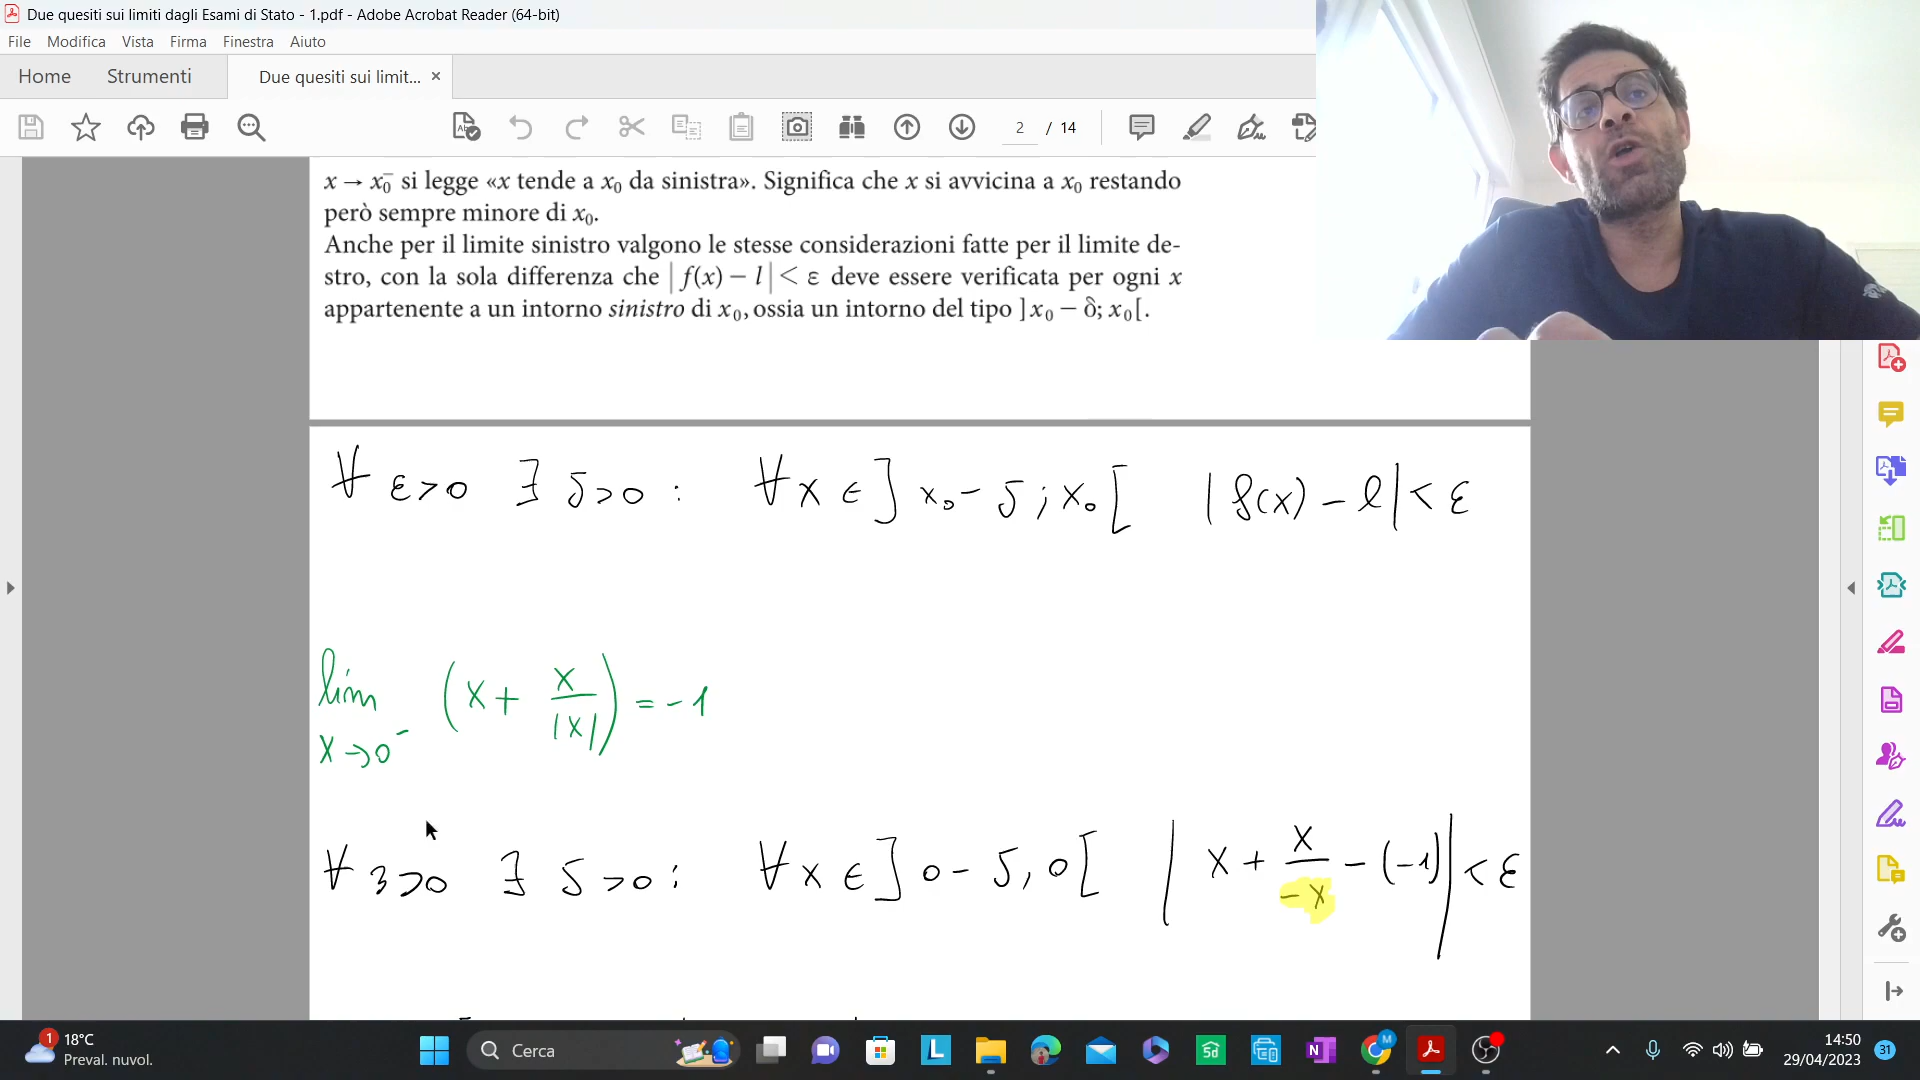 Due quesiti sui limiti dagli Esami di Stato - 1.pdf - Adobe Acrobat Reader (64-bit)
File Modifica Vista Firma Finestra Aiuto
Home Strumenti Due quesiti sui limit... ×
2 / 14
x → x₀⁻ si legge «x tende a x₀ da sinistra». Significa che x si avvicina a x₀ restando
però sempre minore di x₀.
Anche per il limite sinistro valgono le stesse considerazioni fatte per il limite de-
stro, con la sola differenza che |f(x) − l| < ε deve essere verificata per ogni x
appartenente a un intorno sinistro di x₀, ossia un intorno del tipo ]x₀ − δ; x₀[.
∀ ε>0 ∃ δ>0 : ∀x ∈ ] x₀ - δ ; x₀ [ |f(x) - l| < ε
lim x→0⁻ (x + x/|x|) = -1
∀ ε>0 ∃ δ>0 : ∀x ∈ ] 0 - δ, 0 [ | x + x/-x - (-1) | < ε
1 18°C
Preval. nuvol.
Cerca
14:50
29/04/2023
31